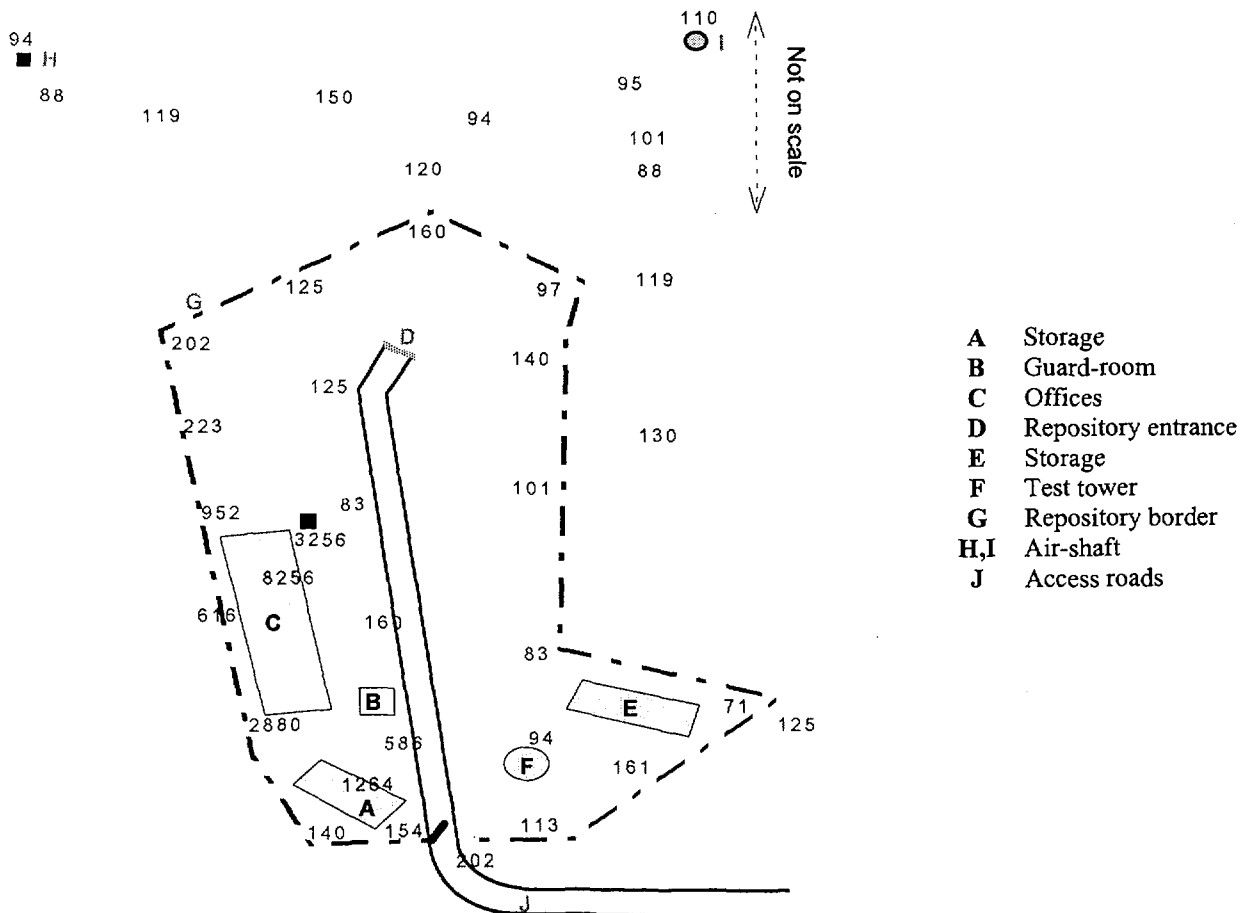 110
94
H
I
Not on scale
88
119
150
94
95
101
88
120
160
125
97
119
G
202
D
140
125
223
130
101
83
952
3256
8256
616
C
160
83
B
E
71
125
2880
586
94
F
161
1264
A
140
154
113
202
J
A Storage
B Guard-room
C Offices
D Repository entrance
E Storage
F Test tower
G Repository border
H,I Air-shaft
J Access roads